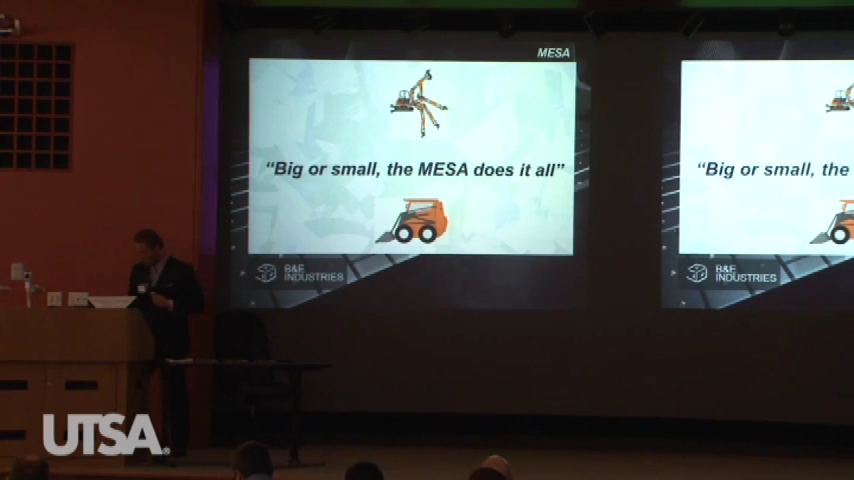 MESA
“Big or small, the MESA does it all”
B&E
INDUSTRIES
“Big or small, the
B&E
INDUSTRIES
UTSA®